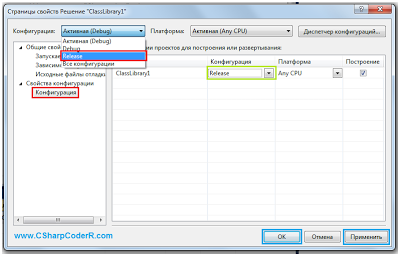 Страницы свойств Решение "ClassLibrary1"
Конфигурация: Активная (Debug) Платформа: Активная (Any CPU) Диспетчер конфигураций...
Активная (Debug)
Debug
Release
Все конфигурации
Общие свой
ии проектов для построения или развертывания:
Запускае
Зависим
Исходные файлы отладк
Свойства конфигурации
Конфигурация
Конфигурация Платформа Построение
ClassLibrary1 Release Any CPU
www.CSharpCoderR.com
OK Отмена Применить